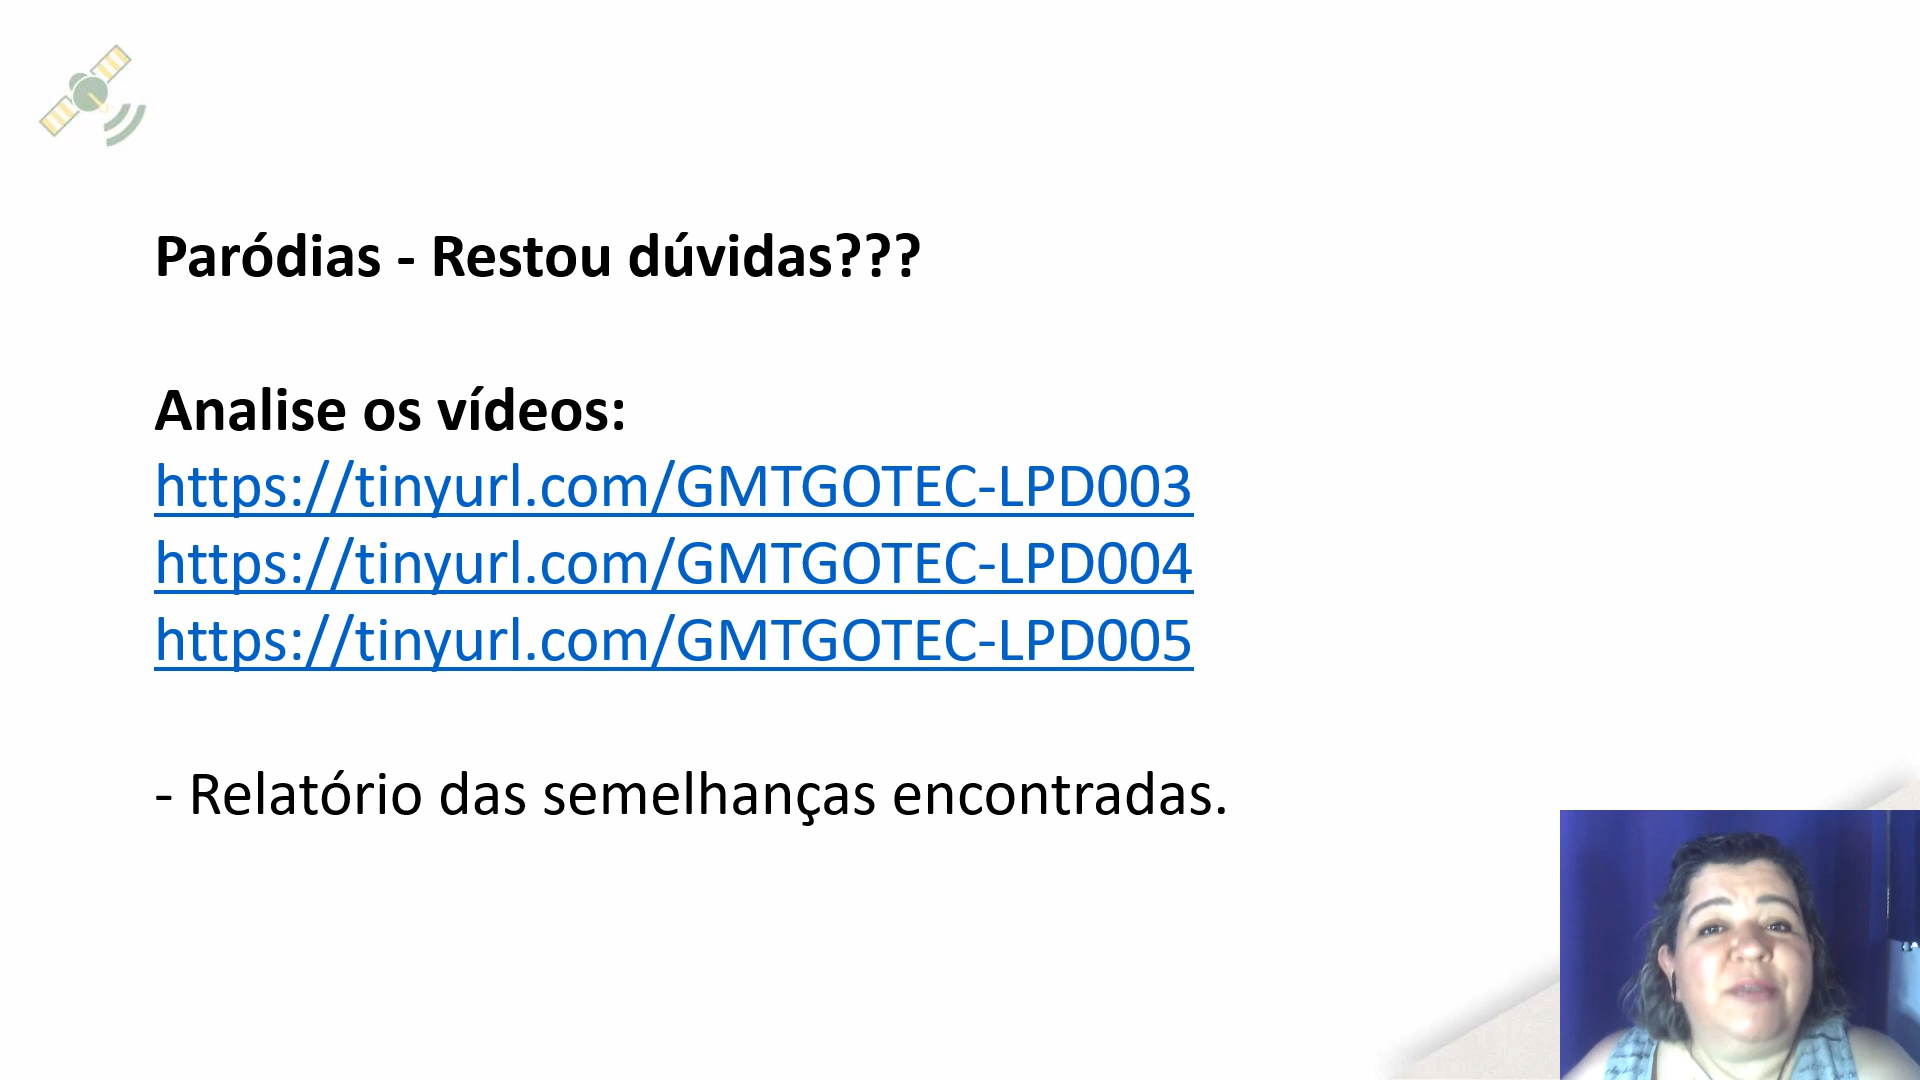 Paródias - Restou dúvidas???
Analise os vídeos:
https://tinyurl.com/GMTGOTEC-LPD003
https://tinyurl.com/GMTGOTEC-LPD004
https://tinyurl.com/GMTGOTEC-LPD005
- Relatório das semelhanças encontradas.